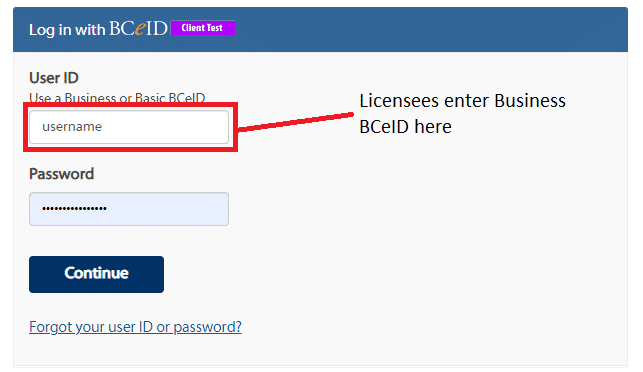 Log in with BCeID Client Test
User ID
Use a Business or Basic BCeID
username
Licensees enter Business
BCeID here
Password
••••••••••••••••
Continue
Forgot your user ID or password?